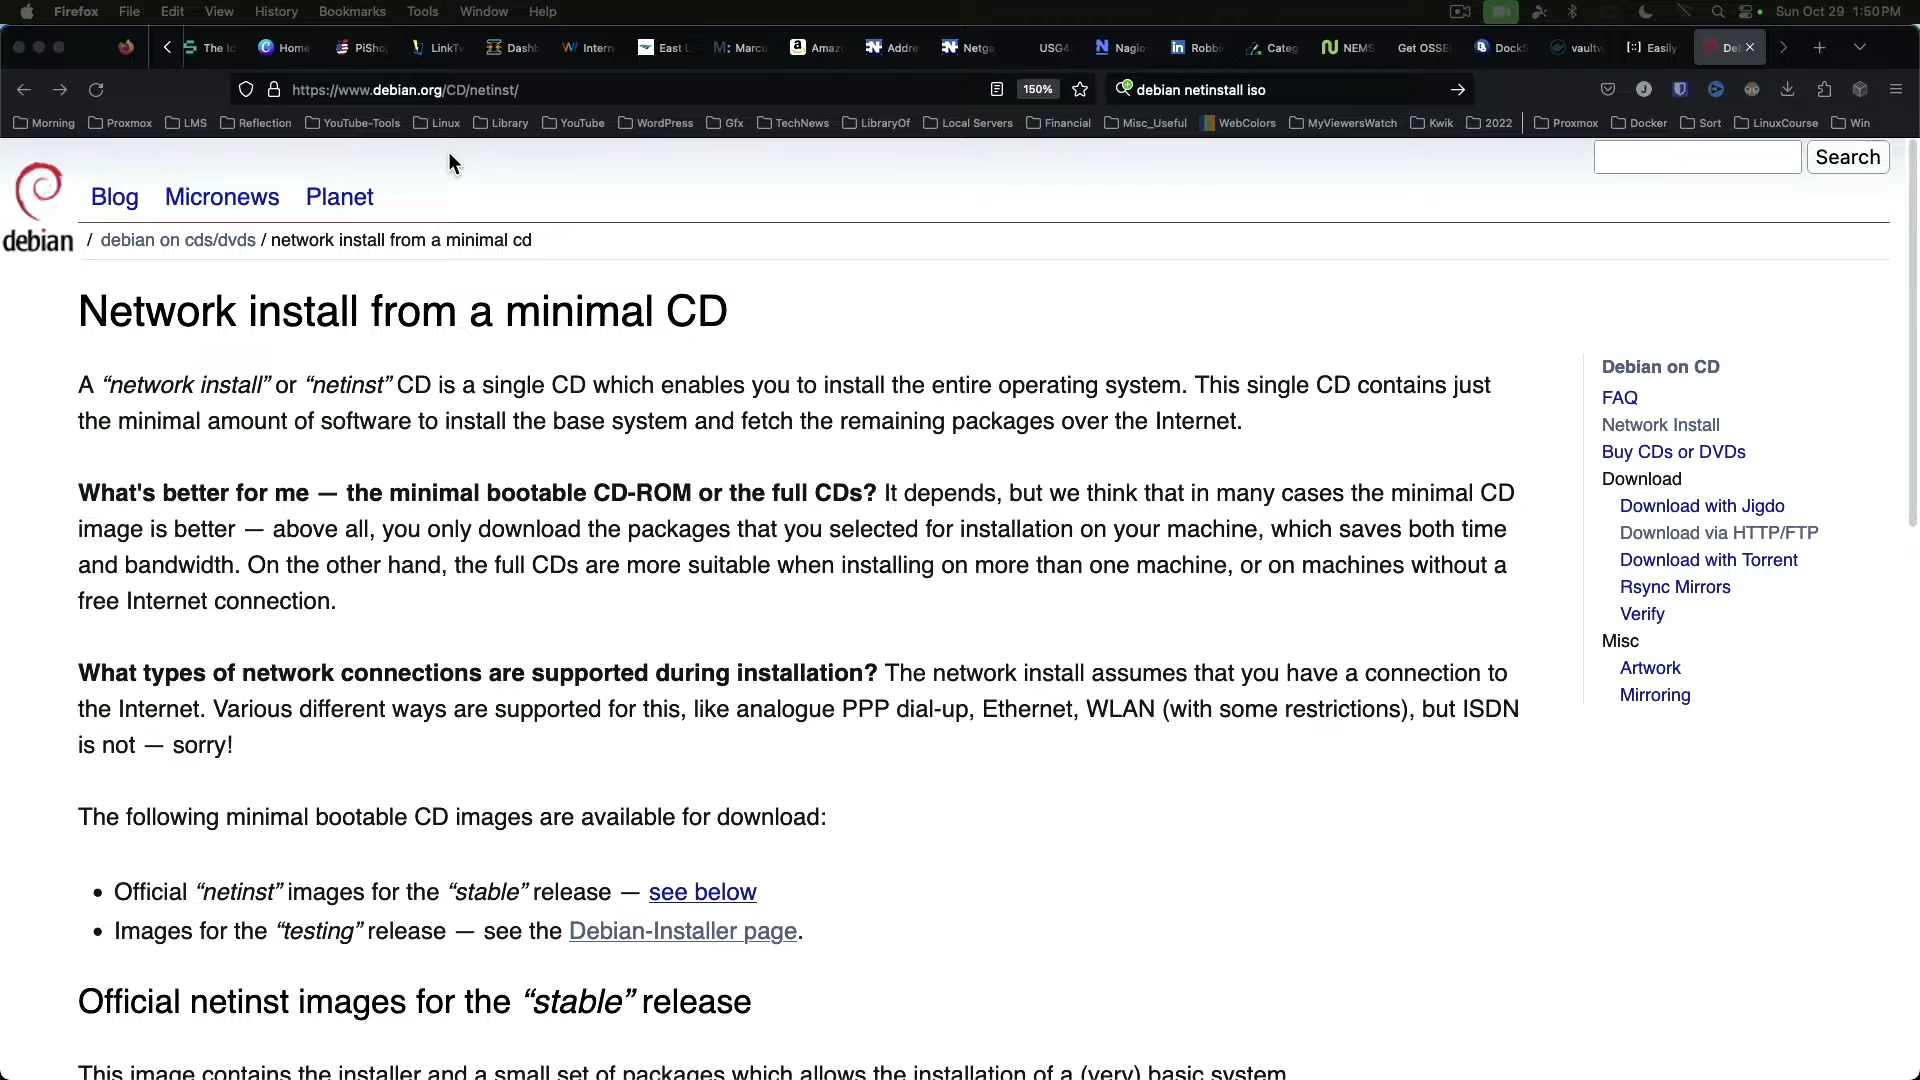 Firefox File Edit View History Bookmarks Tools Window Help Sun Oct 29 1:50PM
The Id Home PiSho LinkTv Dash Intern East L Marcu Amaz Addre Netga USG4 Nagio Robbi Categ NEMS Get OSSE DockS vaultw Easily De
https://www.debian.org/CD/netinst/ 150% debian netinstall iso
Morning Proxmox LMS Reflection YouTube-Tools Linux Library YouTube WordPress Gfx TechNews LibraryOf Local Servers Financial Misc_Useful WebColors MyViewersWatch Kwik 2022 Proxmox Docker Sort LinuxCourse Win
Search
Blog Micronews Planet
debian / debian on cds/dvds / network install from a minimal cd
Network install from a minimal CD
A “network install” or “netinst” CD is a single CD which enables you to install the entire operating system. This single CD contains just
the minimal amount of software to install the base system and fetch the remaining packages over the Internet.
What's better for me — the minimal bootable CD-ROM or the full CDs? It depends, but we think that in many cases the minimal CD
image is better — above all, you only download the packages that you selected for installation on your machine, which saves both time
and bandwidth. On the other hand, the full CDs are more suitable when installing on more than one machine, or on machines without a
free Internet connection.
What types of network connections are supported during installation? The network install assumes that you have a connection to
the Internet. Various different ways are supported for this, like analogue PPP dial-up, Ethernet, WLAN (with some restrictions), but ISDN
is not — sorry!
The following minimal bootable CD images are available for download:
• Official “netinst” images for the “stable” release — see below
• Images for the “testing” release — see the Debian-Installer page.
Official netinst images for the “stable” release
This image contains the installer and a small set of packages which allows the installation of a (very) basic system.
Debian on CD
FAQ
Network Install
Buy CDs or DVDs
Download
Download with Jigdo
Download via HTTP/FTP
Download with Torrent
Rsync Mirrors
Verify
Misc
Artwork
Mirroring